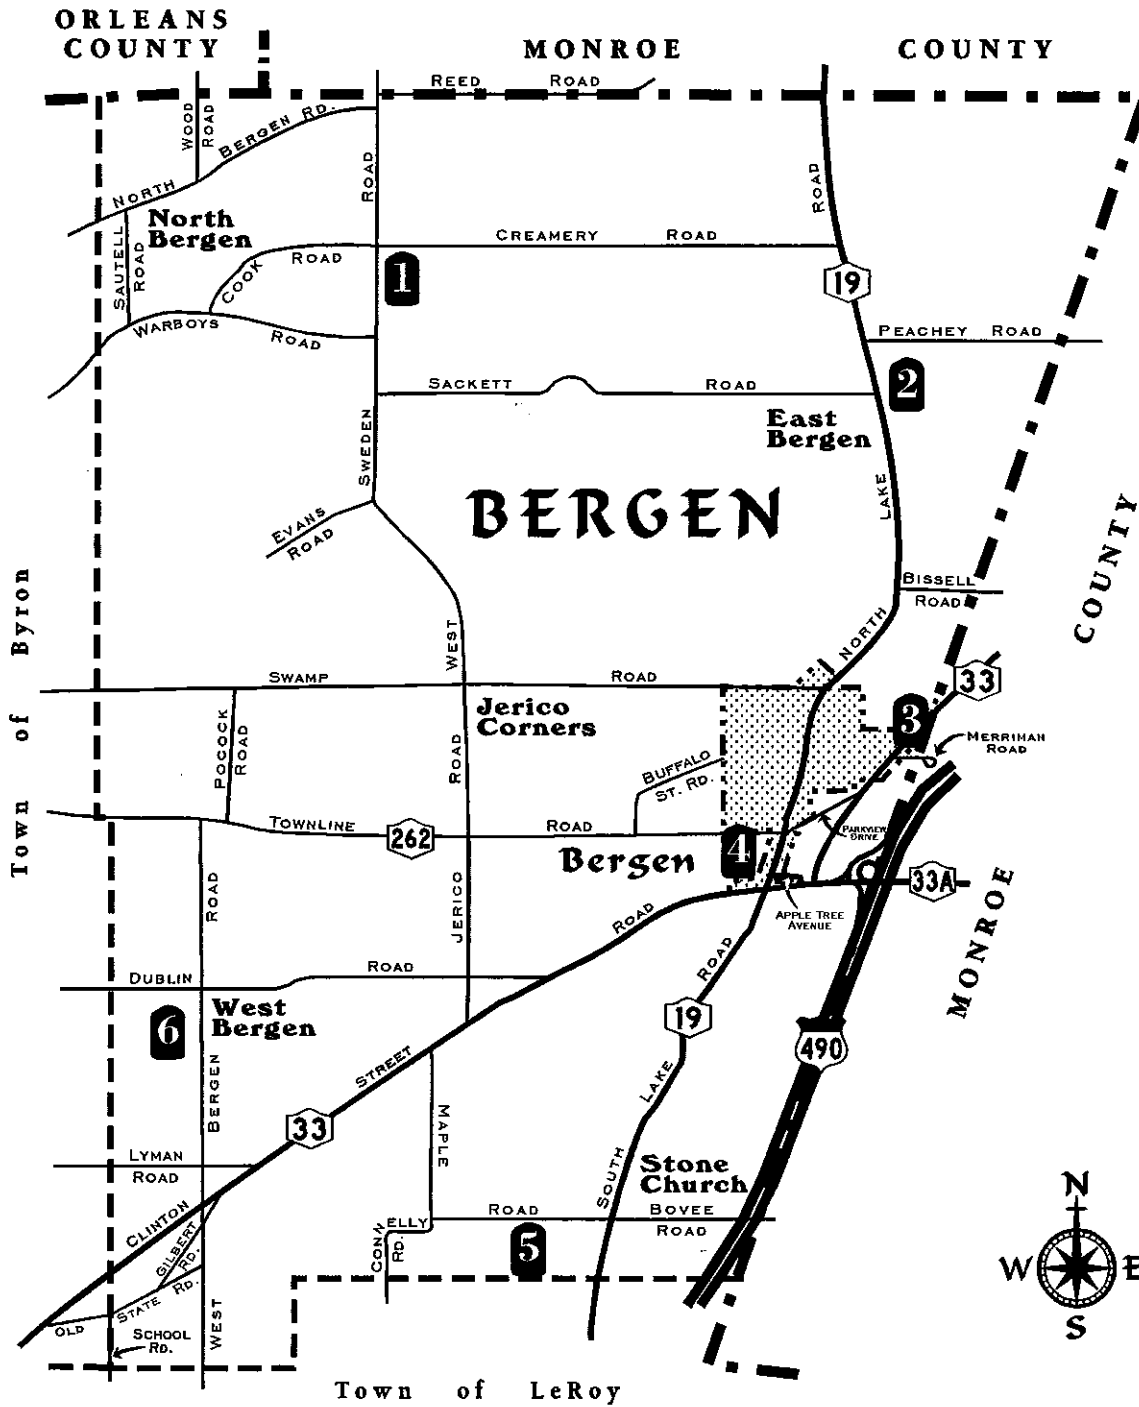 ORLEANS
COUNTY
MONROE
COUNTY
REED ROAD
WOOD
ROAD
NORTH BERGEN RD.
ROAD
ROAD
North
Bergen
SAUTELL
ROAD
CREAMERY ROAD
COOK ROAD
1
19
WARBOYS ROAD
PEACHEY ROAD
2
SACKETT ROAD
East
Bergen
SWEDEN
LAKE
BERGEN
EVANS
ROAD
COUNTY
BISSELL
ROAD
NORTH
WEST
Town of Byron
SWAMP ROAD
33
Jerico
Corners
3
MERRIMAN
ROAD
POCOCK
ROAD
ROAD
BUFFALO
ST. RD.
TOWNLINE
262
ROAD
PARKVIEW
DRIVE
4
Bergen
33A
ROAD
JERICO
ROAD
APPLE TREE
AVENUE
MONROE
ROAD
DUBLIN ROAD
West
Bergen
6
19
490
STREET
LAKE
BERGEN
33
MAPLE
LYMAN
ROAD
Stone
Church
SOUTH
CLINTON
ROAD
BOVEE
ROAD
GILBERT
RD.
CONNELLY
RD.
5
N
W E
S
OLD STATE RD.
SCHOOL
RD.
WEST
Town of LeRoy